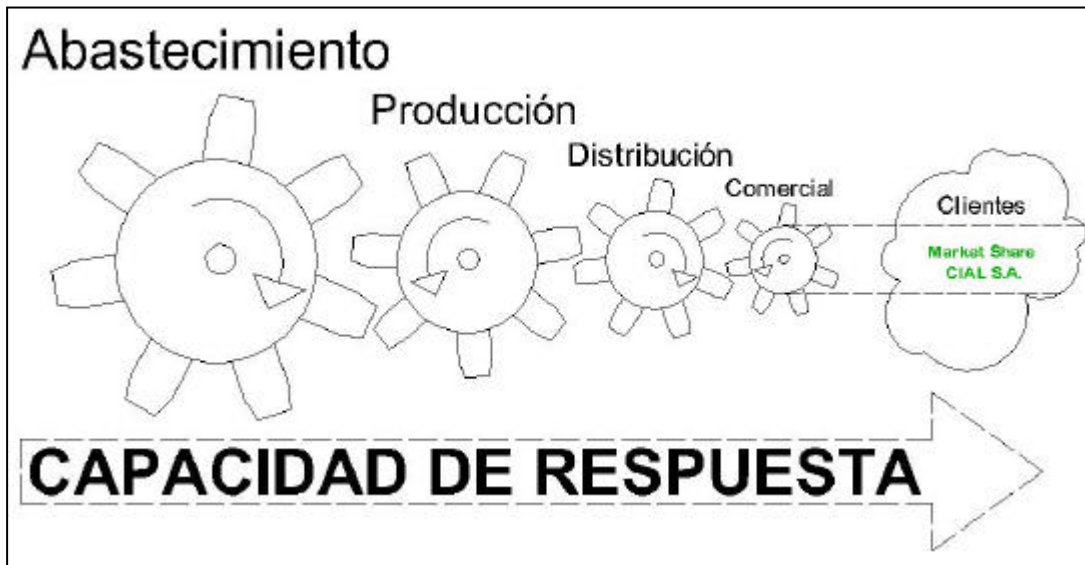 Abastecimiento
Producción
Distribución
Comercial
Clientes
Market Share
CIAL S.A.
CAPACIDAD DE RESPUESTA